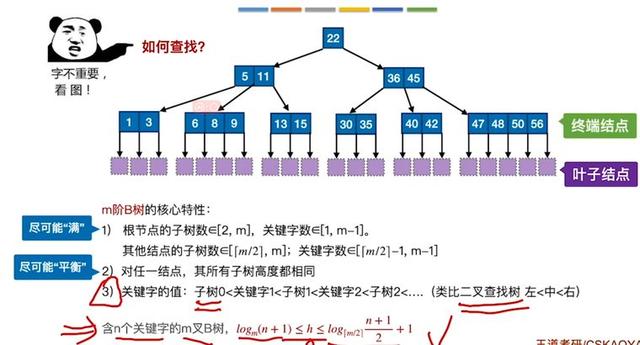 如何查找？
字不重要，
看图！
22
5 11
36 45
1 3
6 8 9
13 15
30 35
40 42
47 48 50 56
终端结点
叶子结点
m阶B树的核心特性：
尽可能“满”
1) 根节点的子树数∈[2, m]，关键字数∈[1, m-1]。
其他结点的子树数∈[⌈m/2⌉, m]；关键字数∈[⌈m/2⌉-1, m-1]
尽可能“平衡”
2) 对任一结点，其所有子树高度都相同
3) 关键字的值：子树0<关键字1<子树1<关键字2<子树2<.... (类比二叉查找树 左<中<右)
含n个关键字的m叉B树，log_m(n + 1) ≤ h ≤ log_⌈m/2⌉ (n + 1)/2 + 1
王道考研/CSKAOYA